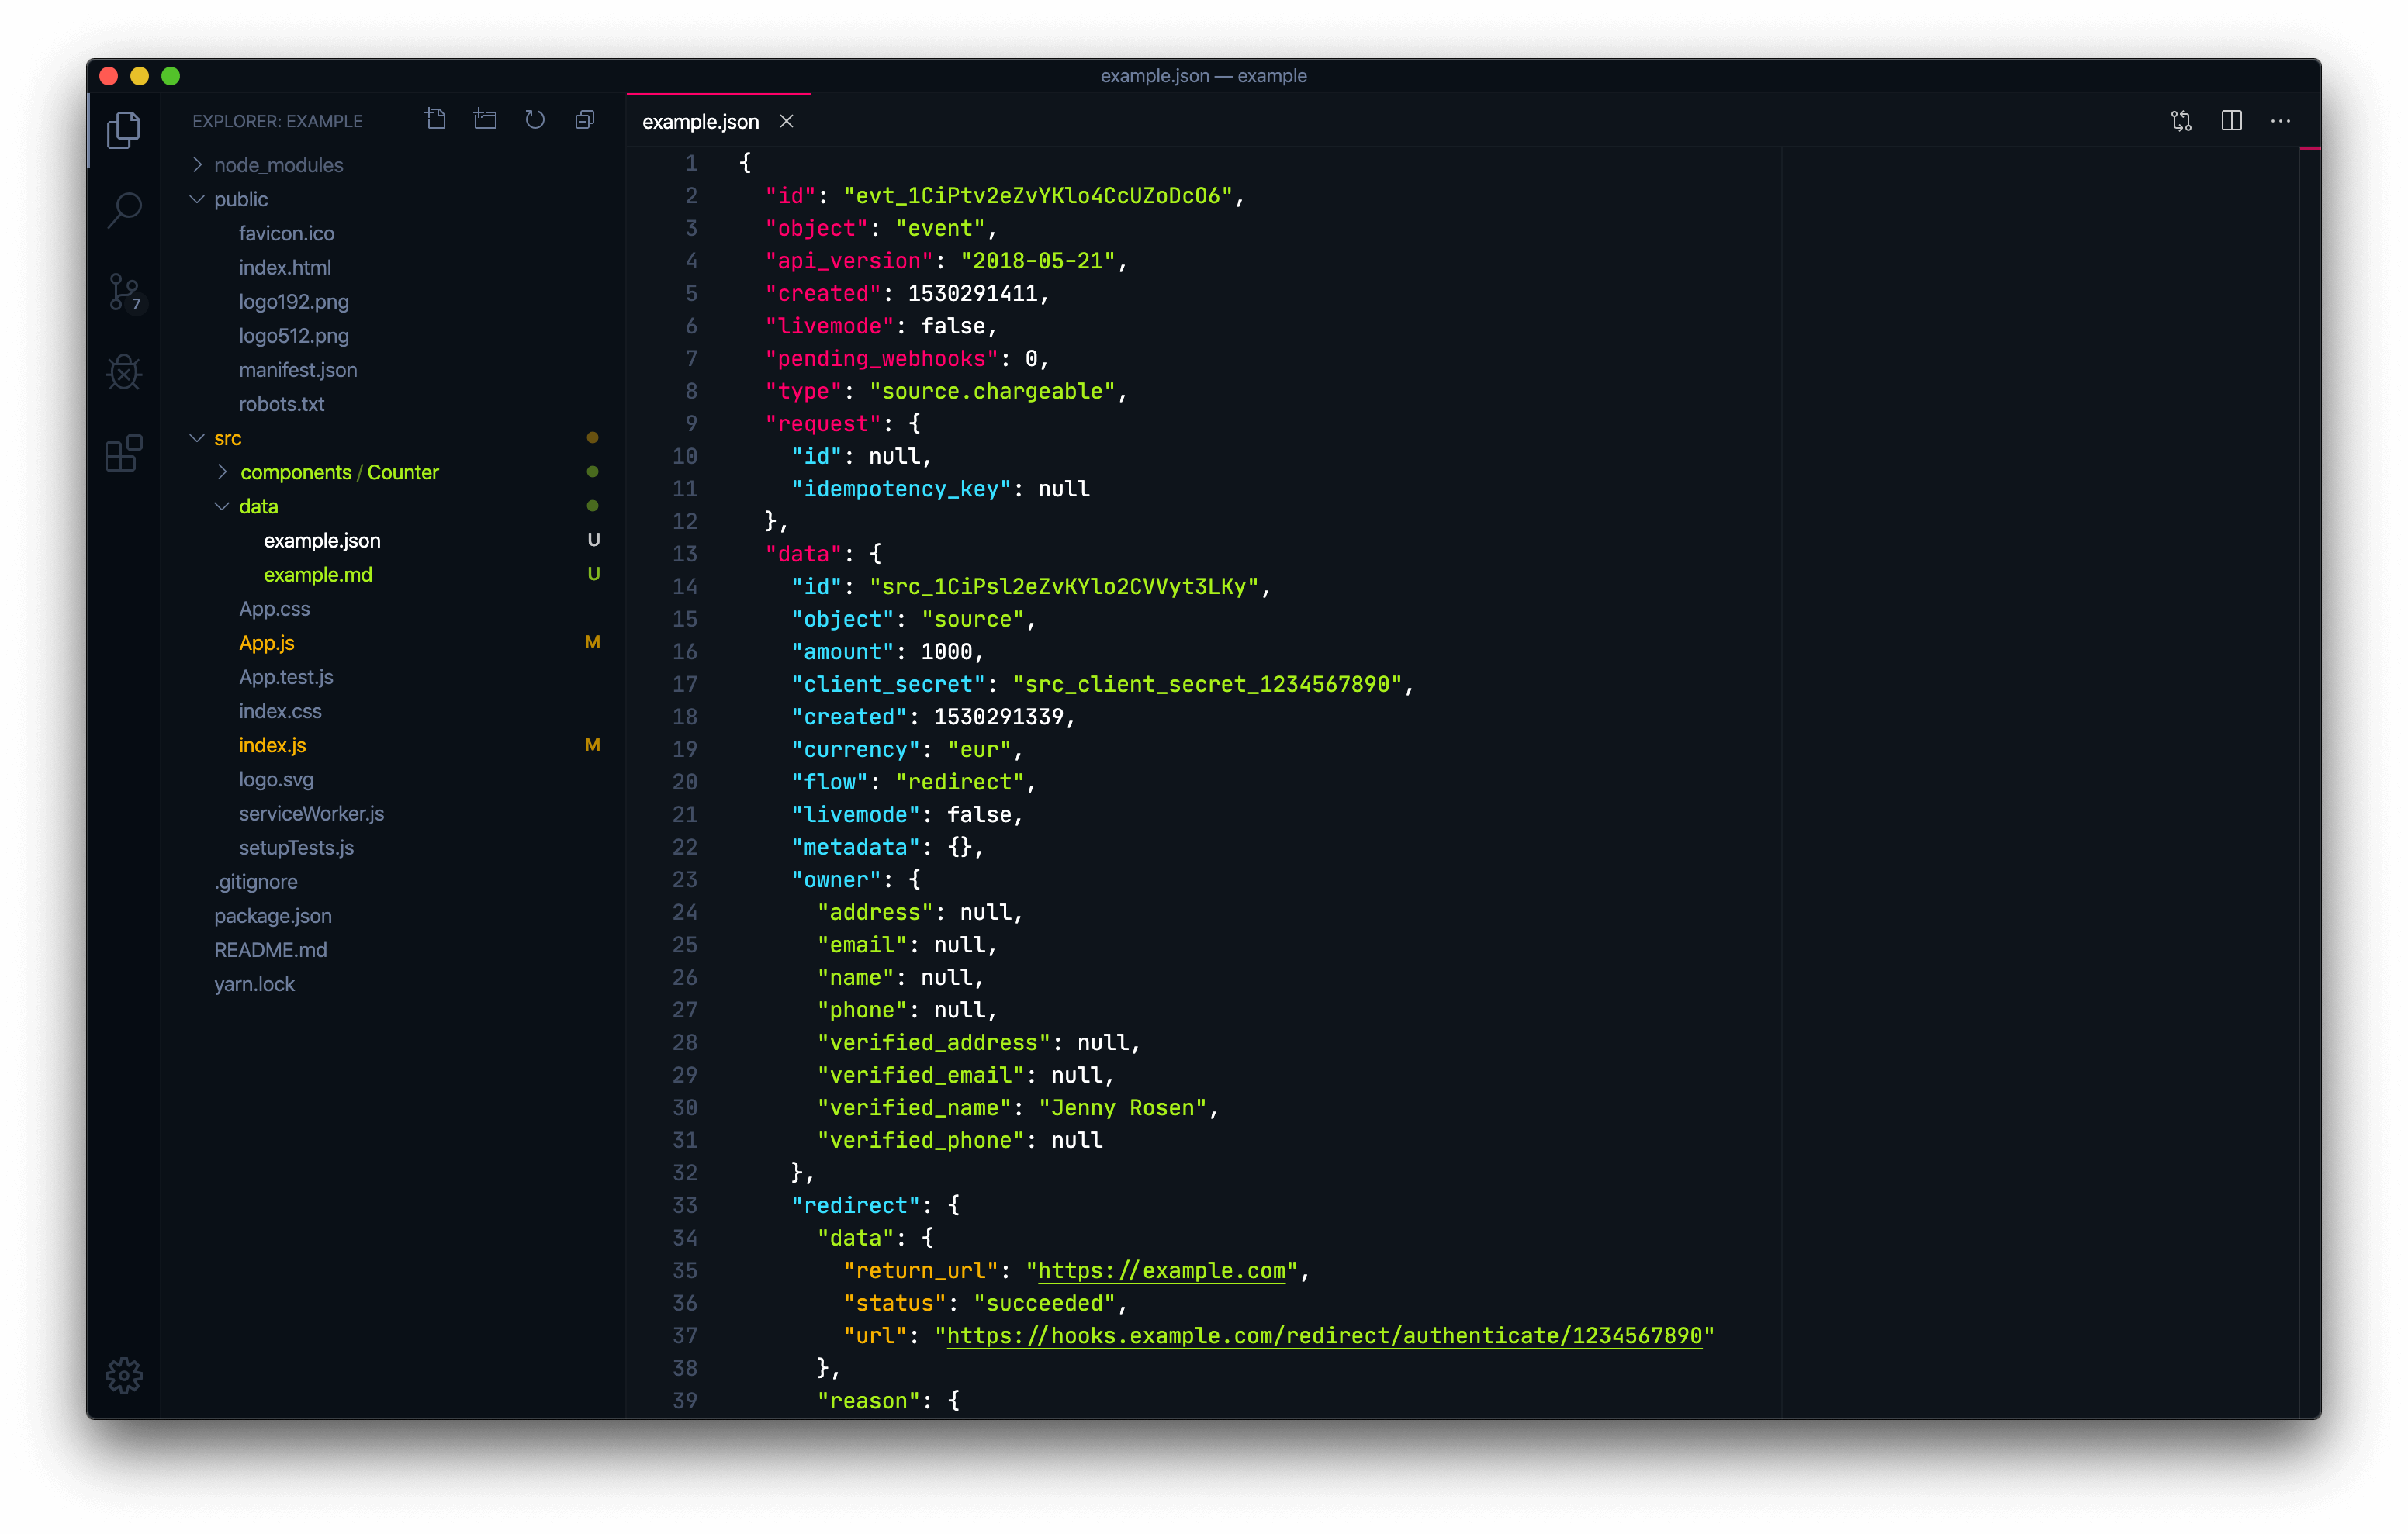 example.json — example
EXPLORER: EXAMPLE
node_modules
public
favicon.ico
index.html
logo192.png
logo512.png
manifest.json
robots.txt
src
components / Counter
data
example.json U
example.md U
App.css
App.js M
App.test.js
index.css
index.js M
logo.svg
serviceWorker.js
setupTests.js
.gitignore
package.json
README.md
yarn.lock
7
example.json
1 {
2 "id": "evt_1CiPtv2eZvYKlo4CcUZoDcO6",
3 "object": "event",
4 "api_version": "2018-05-21",
5 "created": 1530291411,
6 "livemode": false,
7 "pending_webhooks": 0,
8 "type": "source.chargeable",
9 "request": {
10 "id": null,
11 "idempotency_key": null
12 },
13 "data": {
14 "id": "src_1CiPsl2eZvKYlo2CVVyt3LKy",
15 "object": "source",
16 "amount": 1000,
17 "client_secret": "src_client_secret_1234567890",
18 "created": 1530291339,
19 "currency": "eur",
20 "flow": "redirect",
21 "livemode": false,
22 "metadata": {},
23 "owner": {
24 "address": null,
25 "email": null,
26 "name": null,
27 "phone": null,
28 "verified_address": null,
29 "verified_email": null,
30 "verified_name": "Jenny Rosen",
31 "verified_phone": null
32 },
33 "redirect": {
34 "data": {
35 "return_url": "https://example.com",
36 "status": "succeeded",
37 "url": "https://hooks.example.com/redirect/authenticate/1234567890"
38 },
39 "reason": {